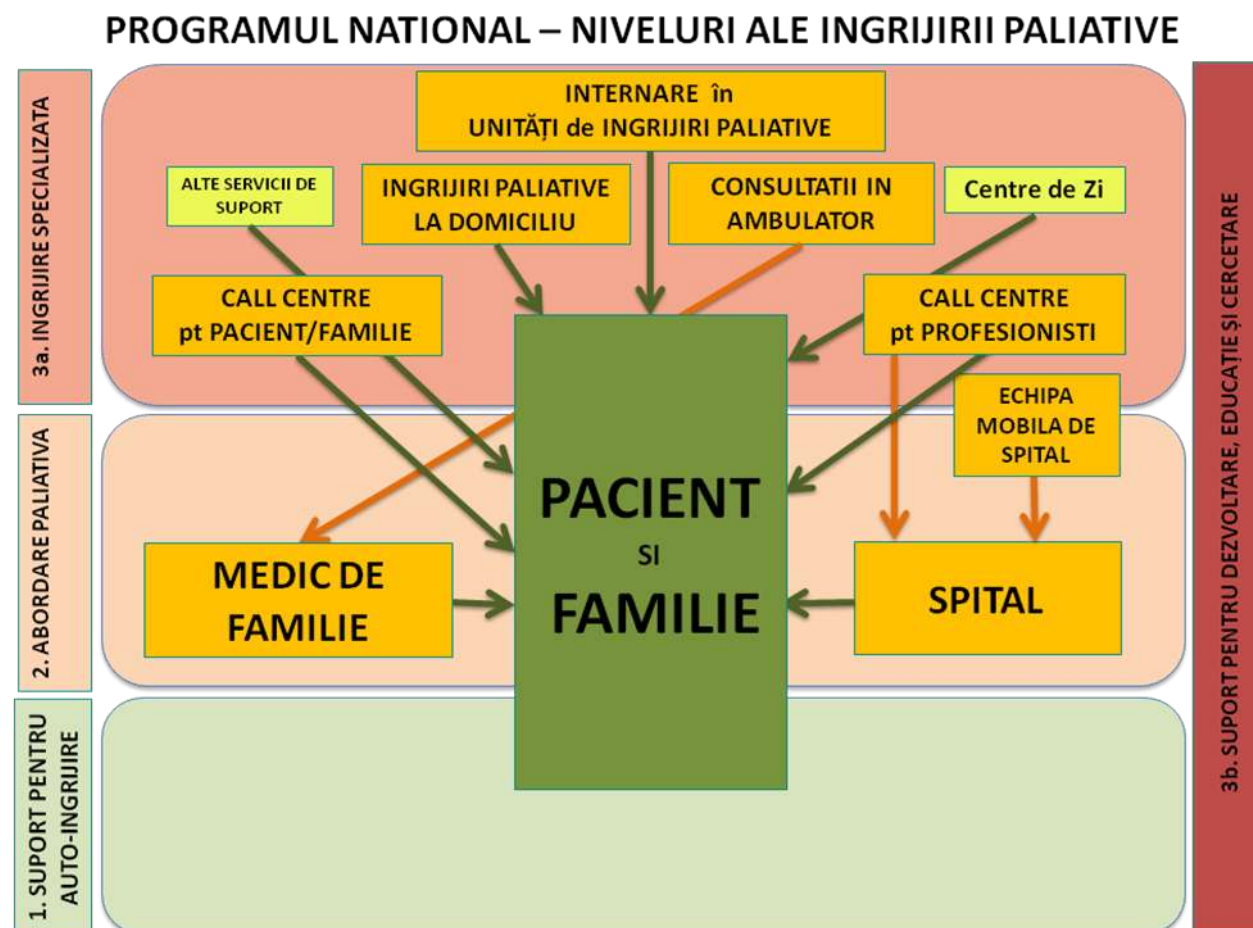 PROGRAMUL NATIONAL – NIVELURI ALE INGRIJIRII PALIATIVE
3a. INGRIJIRE SPECIALIZATA
INTERNARE în
UNITĂȚI de INGRIJIRI PALIATIVE
ALTE SERVICII DE
SUPORT
INGRIJIRI PALIATIVE
LA DOMICILIU
CONSULTATII IN
AMBULATOR
Centre de Zi
CALL CENTRE
pt PACIENT/FAMILIE
CALL CENTRE
pt PROFESIONISTI
ECHIPA
MOBILA DE
SPITAL
2. ABORDARE PALIATIVA
MEDIC DE
FAMILIE
PACIENT
SI
FAMILIE
SPITAL
1. SUPORT PENTRU
AUTO-INGRIJIRE
3b. SUPORT PENTRU DEZVOLTARE, EDUCAȚIE ȘI CERCETARE